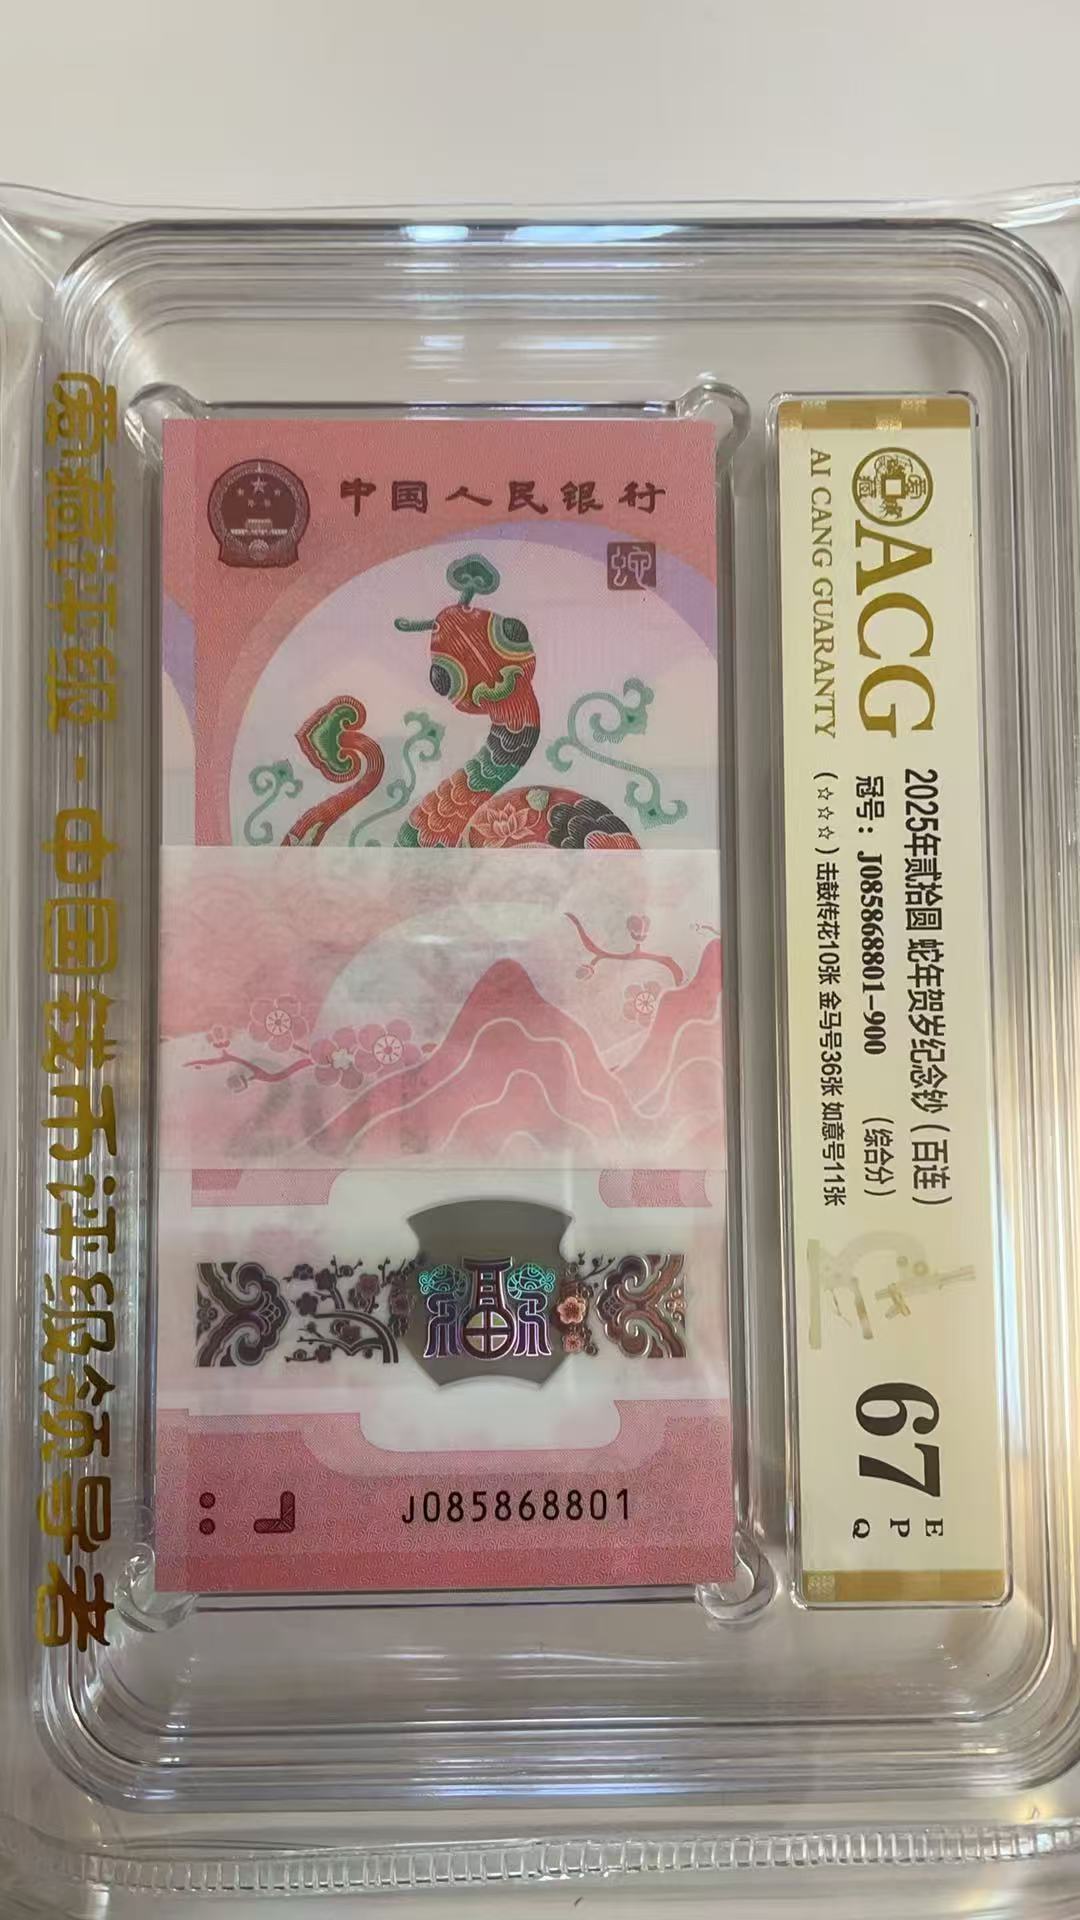 爱藏评级-中国钱币评级领导者
中国人民银行
蛇
J085868801
ACG
AI CANG GUARANTY
2025年贰拾圆 蛇年贺岁纪念钞（百连）
冠号：J085868801-900 （综合分）
（☆☆☆）击鼓传花10张 金马号36张 如意号11张
67
E
P
Q